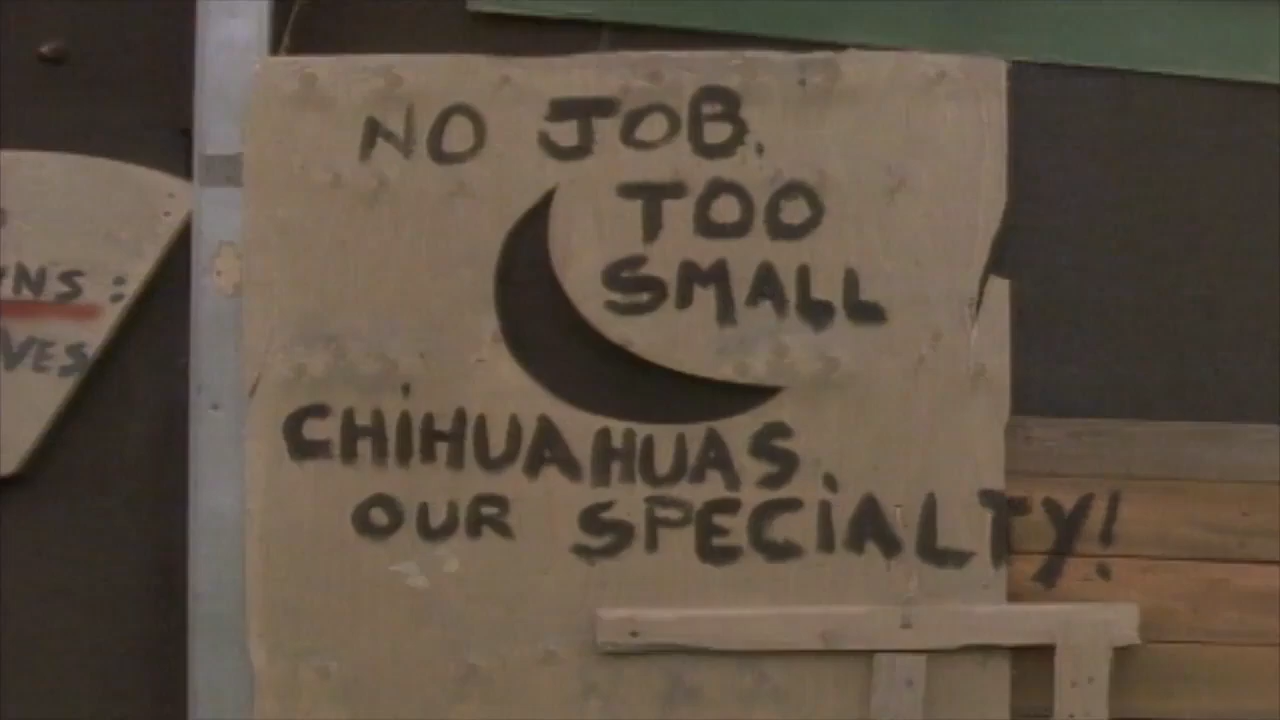 NO JOB.
TOO
SMALL
CHiHUAHUAS.
OUR SPECiALTY!